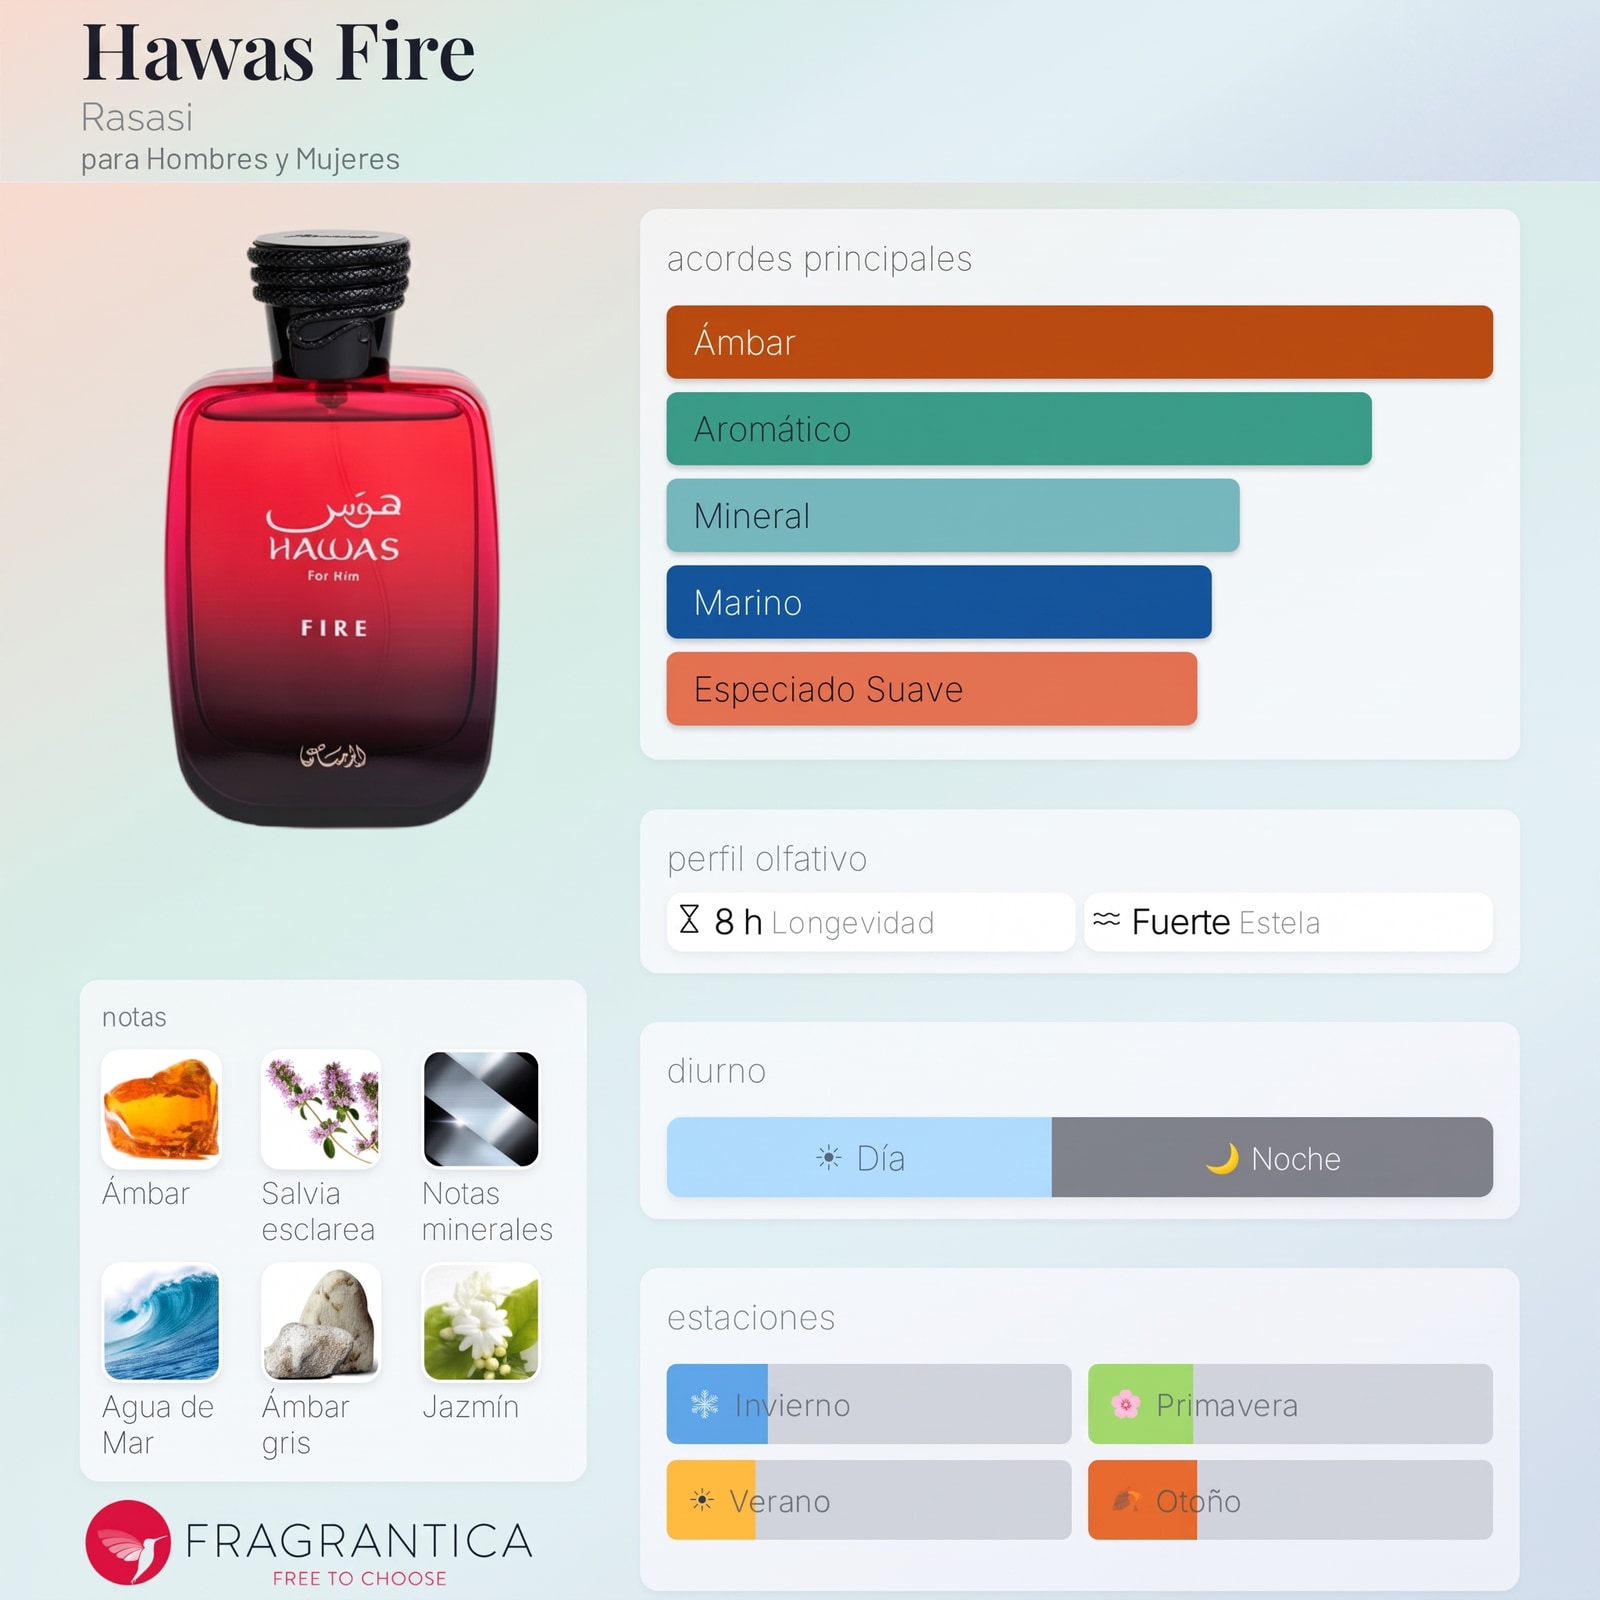 Hawas Fire
Rasasi
para Hombres y Mujeres
هوَس
HAWAS
For Him
FIRE
الرصاصي
acordes principales
Ámbar
Aromático
Mineral
Marino
Especiado Suave
perfil olfativo
8 h Longevidad
Fuerte Estela
diurno
Día
Noche
estaciones
Invierno
Primavera
Verano
Otoño
notas
Ámbar
Salvia
esclarea
Notas
minerales
Agua de
Mar
Ámbar
gris
Jazmín
FRAGRANTICA
FREE TO CHOOSE